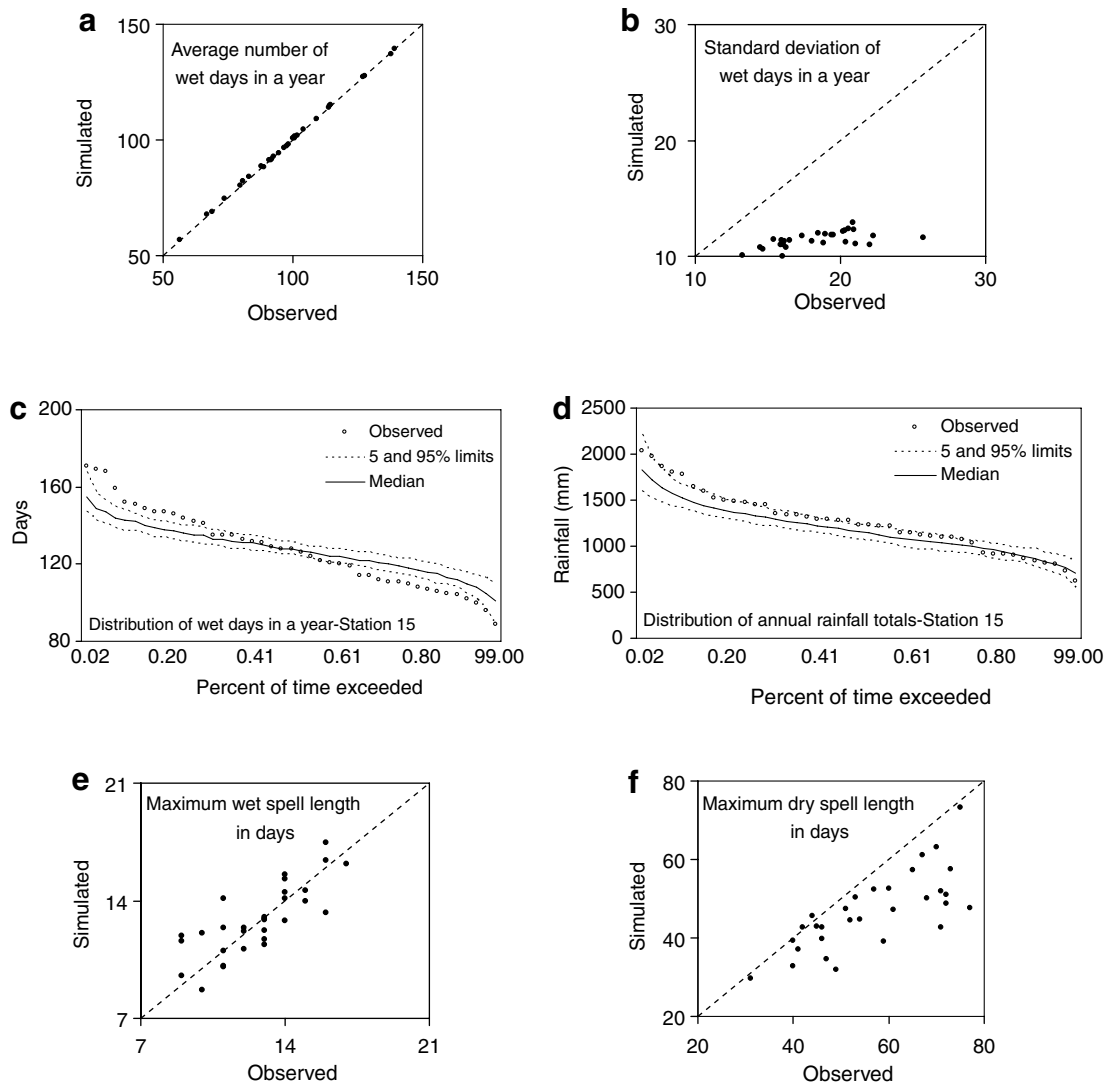 a
150
Average number of
wet days in a year
Simulated
100
50
50
100
150
Observed
b
30
Standard deviation of
wet days in a year
Simulated
20
10
10
20
30
Observed
c
200
Observed
5 and 95% limits
Median
160
Days
120
Distribution of wet days in a year-Station 15
80
0.02
0.20
0.41
0.61
0.80
99.00
Percent of time exceeded
d
2500
Observed
2000
5 and 95% limits
Median
1500
Rainfall (mm)
1000
500
Distribution of annual rainfall totals-Station 15
0
0.02
0.20
0.41
0.61
0.80
99.00
Percent of time exceeded
e
21
Maximum wet spell length
in days
Simulated
14
7
7
14
21
Observed
f
80
Maximum dry spell length
in days
60
Simulated
40
20
20
40
60
80
Observed